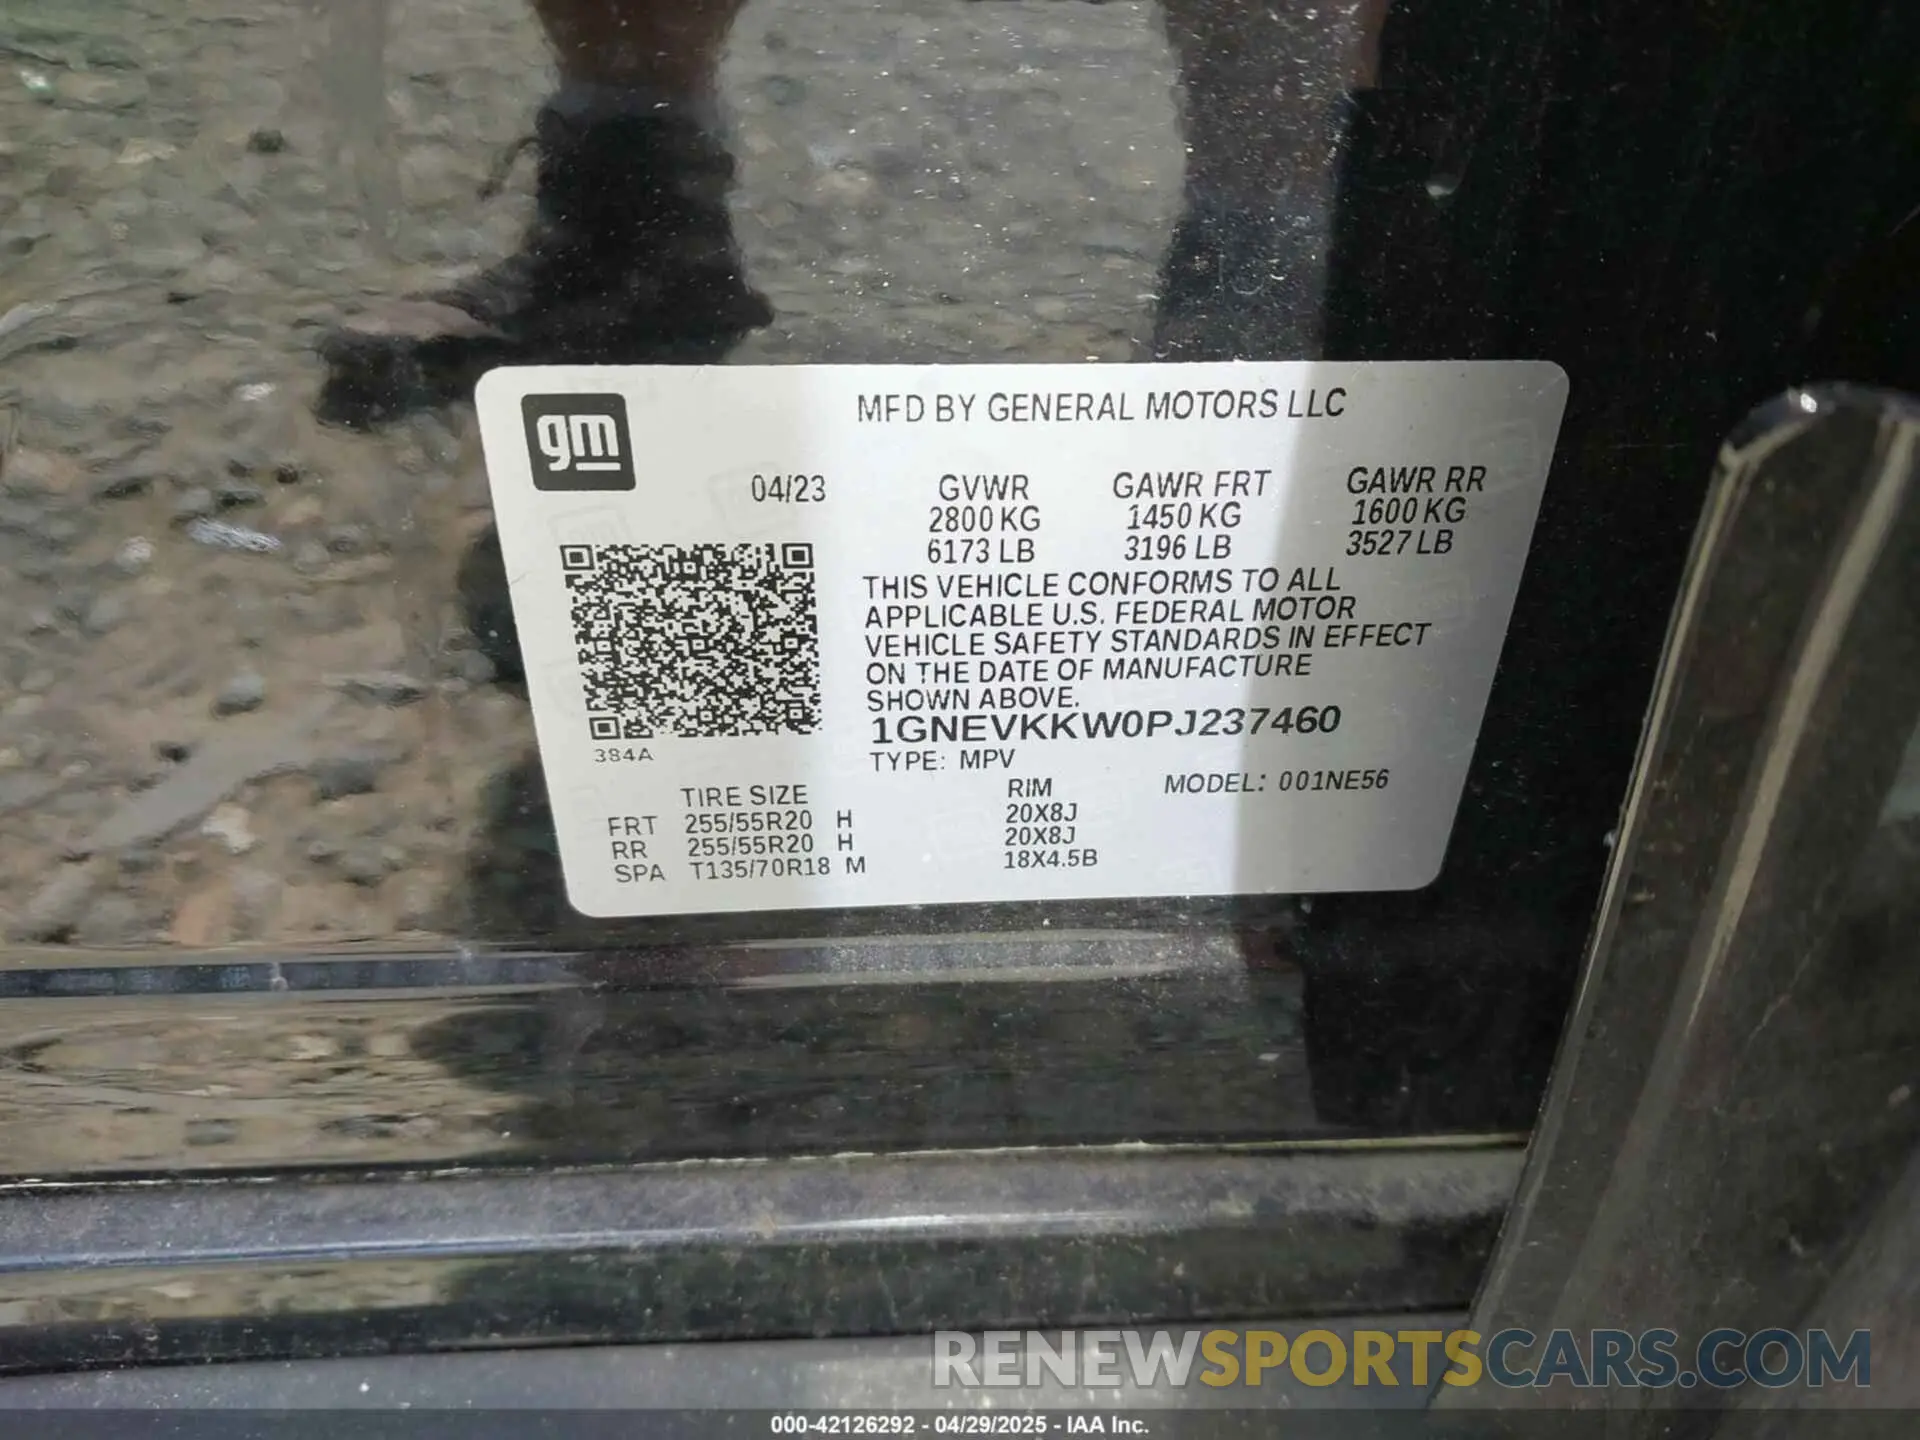 gm
MFD BY GENERAL MOTORS LLC
04/23 GVWR GAWR FRT GAWR RR
2800 KG 1450 KG 1600 KG
6173 LB 3196 LB 3527 LB
THIS VEHICLE CONFORMS TO ALL
APPLICABLE U.S. FEDERAL MOTOR
VEHICLE SAFETY STANDARDS IN EFFECT
ON THE DATE OF MANUFACTURE
SHOWN ABOVE.
1GNEVKKW0PJ237460
384A
TYPE: MPV
TIRE SIZE RIM MODEL: 001NE56
FRT 255/55R20 H 20X8J
RR 255/55R20 H 20X8J
SPA T135/70R18 M 18X4.5B
RENEWSPORTSCARS.COM
000-42126292 - 04/29/2025 - IAA Inc.